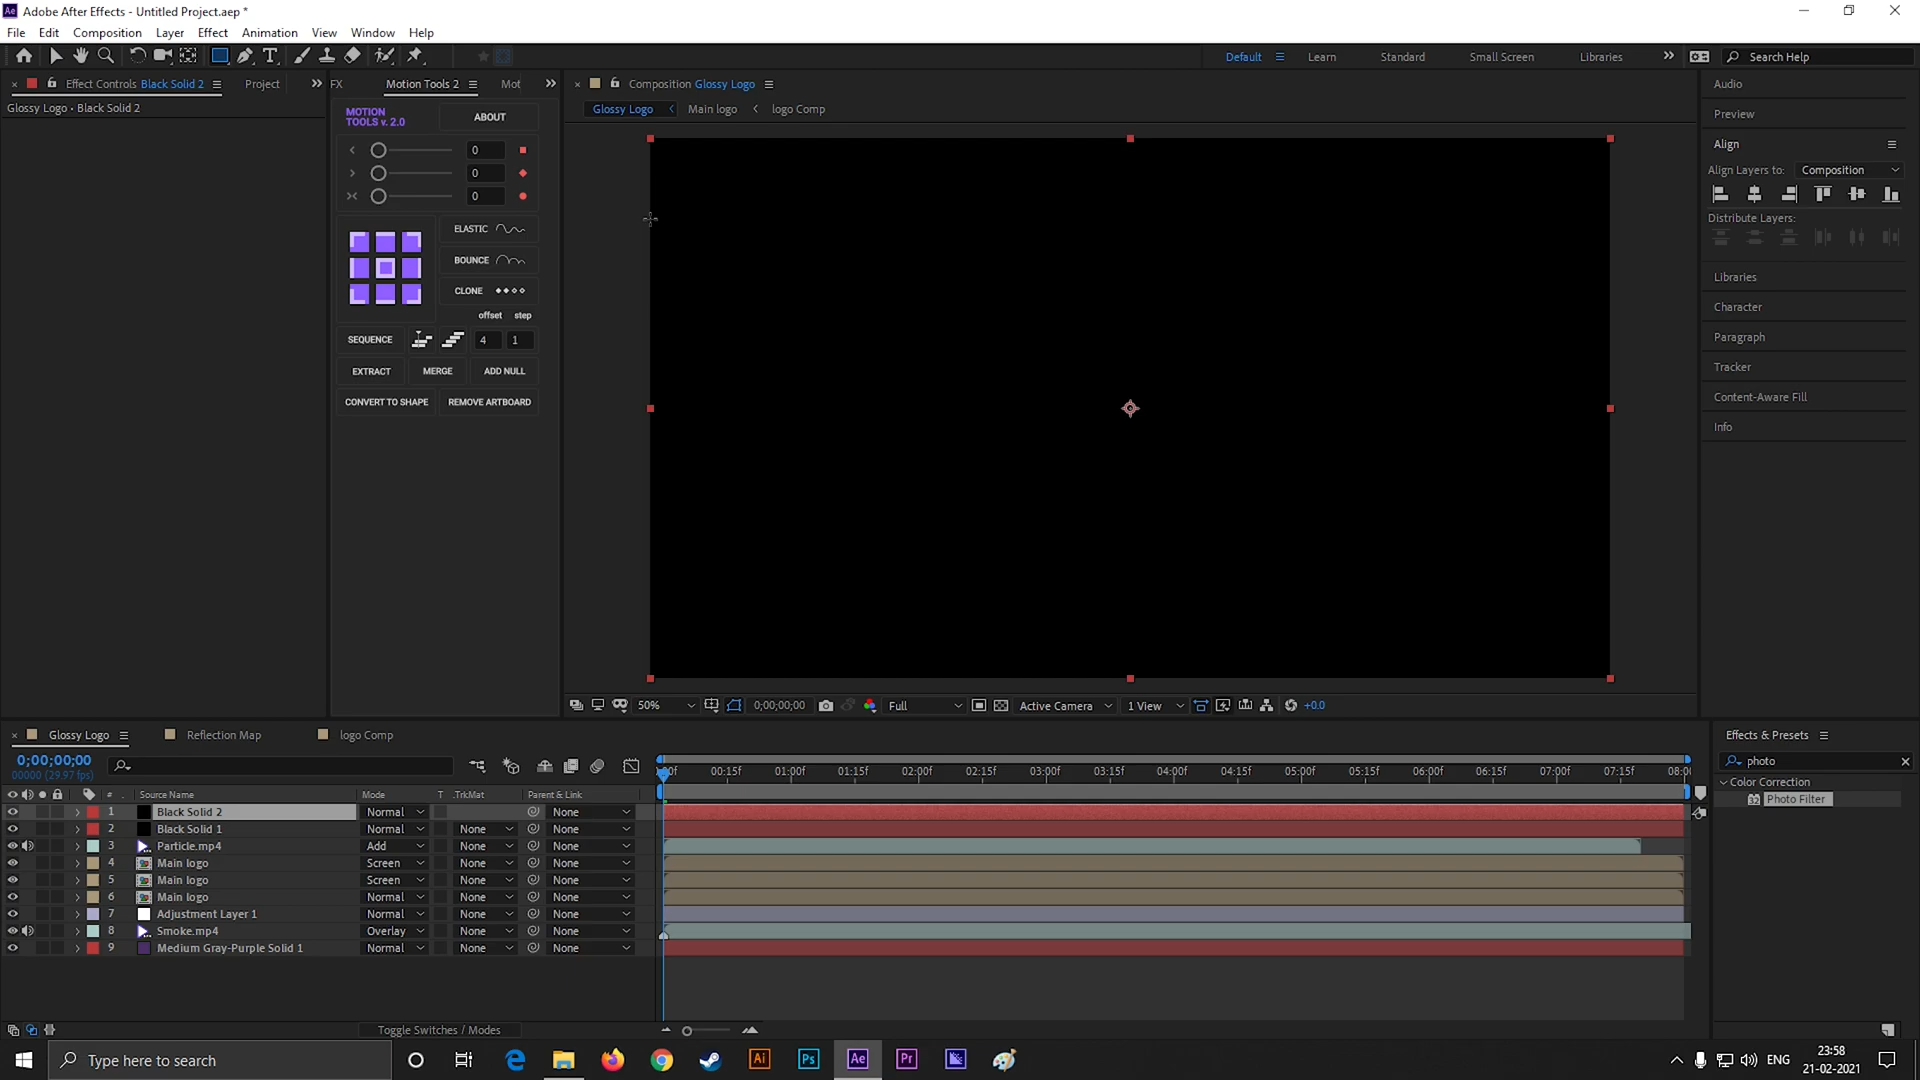 Adobe After Effects - Untitled Project.aep *
File Edit Composition Layer Effect Animation View Window Help
Default Learn Standard Small Screen Libraries Search Help
Effect Controls Black Solid 2 Project
FX Motion Tools 2 Mot
Composition Glossy Logo
Glossy Logo • Black Solid 2
Glossy Logo Main logo logo Comp
MOTION
TOOLS v. 2.0
ABOUT
0
0
0
ELASTIC
BOUNCE
CLONE
offset step
SEQUENCE 4 1
EXTRACT MERGE ADD NULL
CONVERT TO SHAPE REMOVE ARTBOARD
50% 0;00;00;00 Full Active Camera 1 View +0.0
Audio
Preview
Align
Align Layers to: Composition
Distribute Layers:
Libraries
Character
Paragraph
Tracker
Content-Aware Fill
Info
Glossy Logo Reflection Map logo Comp
0;00;00;00
00000 (29.97 fps)
00:15f 01:00f 01:15f 02:00f 02:15f 03:00f 03:15f 04:00f 04:15f 05:00f 05:15f 06:00f 06:15f 07:00f 07:15f
# Source Name Mode T .TrkMat Parent & Link
1 Black Solid 2 Normal None
2 Black Solid 1 Normal None None
3 Particle.mp4 Add None None
4 Main logo Screen None None
5 Main logo Screen None None
6 Main logo Normal None None
7 Adjustment Layer 1 Normal None None
8 Smoke.mp4 Overlay None None
9 Medium Gray-Purple Solid 1 Normal None None
Toggle Switches / Modes
Effects & Presets
photo
Color Correction
32 Photo Filter
Type here to search
Ai Ps Ae Pr
ENG
23:58
21-02-2021